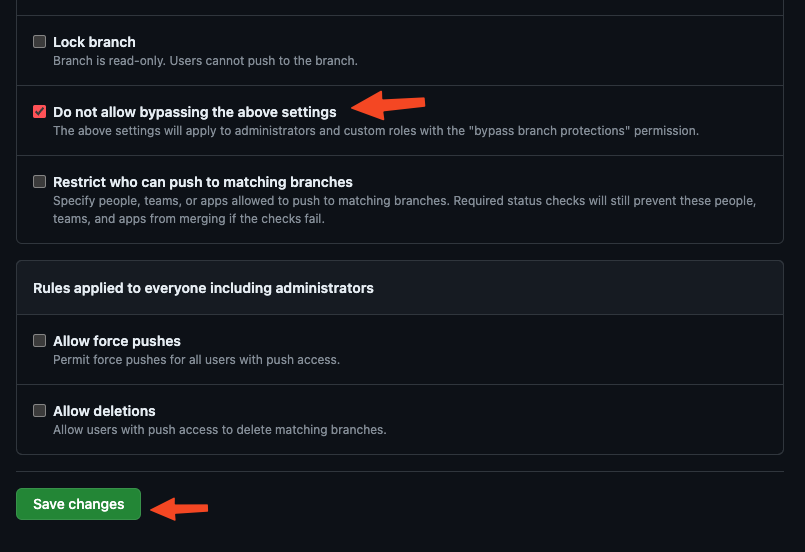 Lock branch
Branch is read-only. Users cannot push to the branch.
Do not allow bypassing the above settings
The above settings will apply to administrators and custom roles with the "bypass branch protections" permission.
Restrict who can push to matching branches
Specify people, teams, or apps allowed to push to matching branches. Required status checks will still prevent these people,
teams, and apps from merging if the checks fail.
Rules applied to everyone including administrators
Allow force pushes
Permit force pushes for all users with push access.
Allow deletions
Allow users with push access to delete matching branches.
Save changes